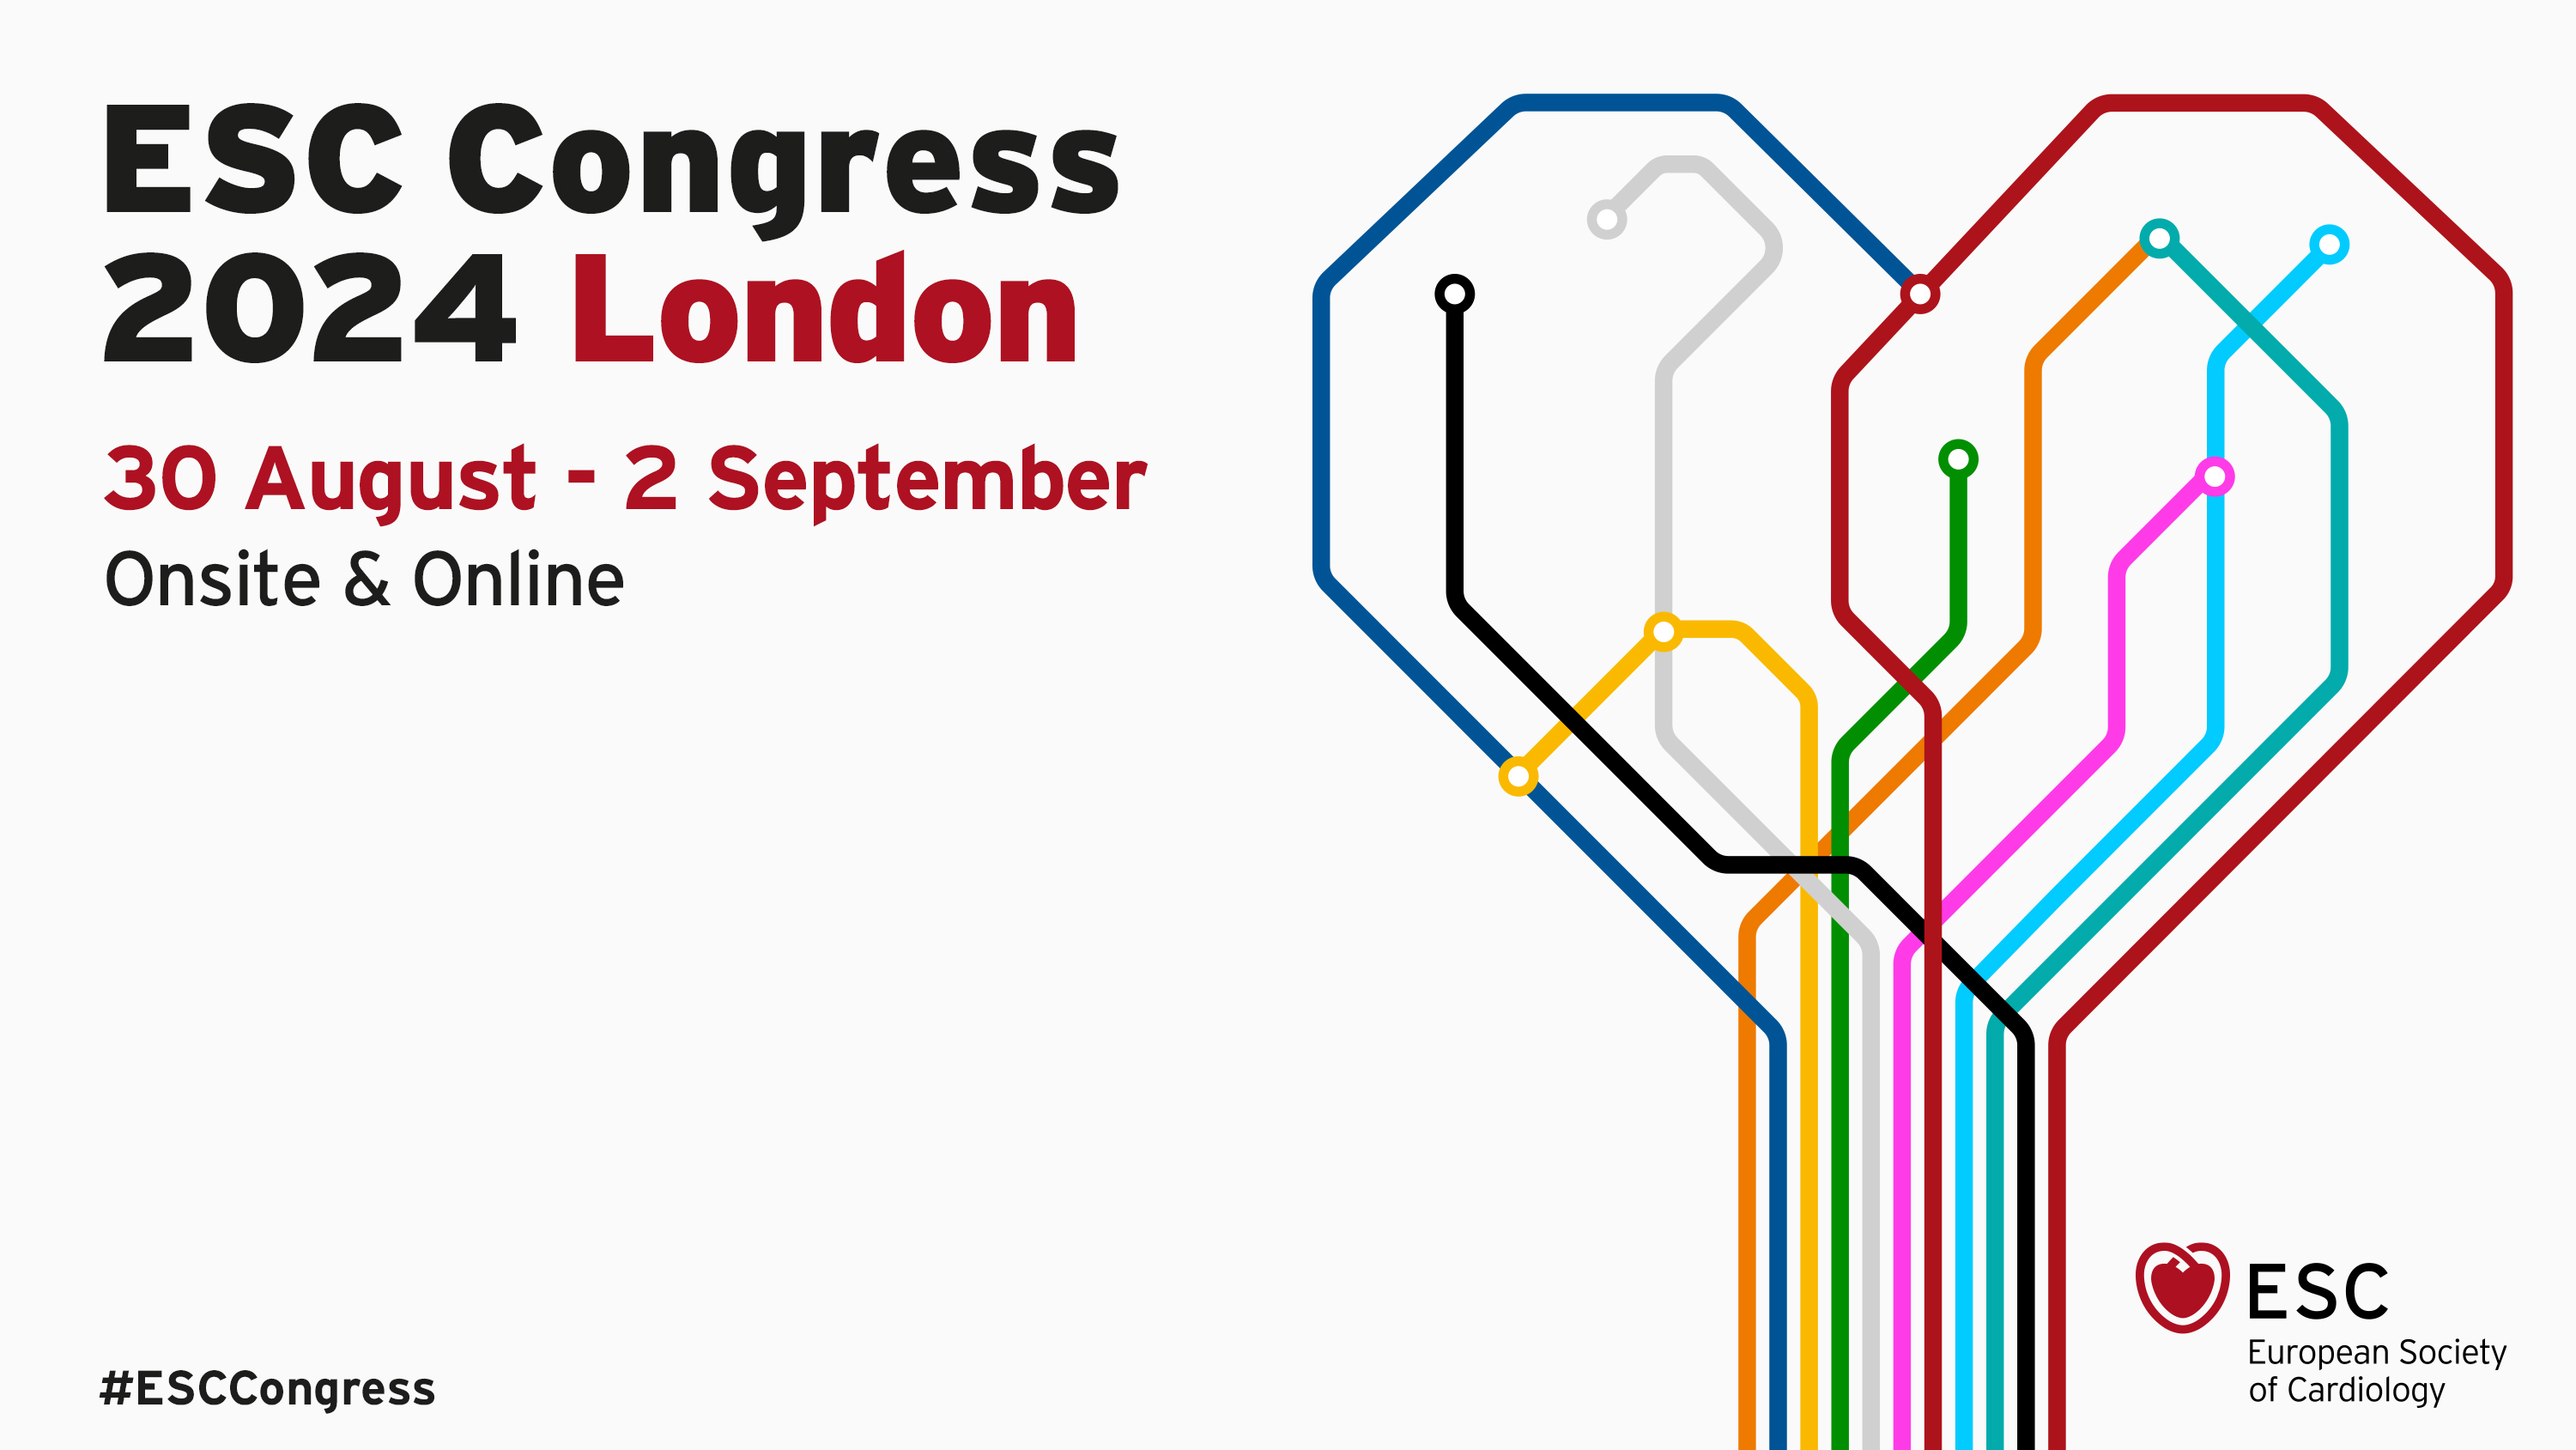 ESC Congress
2024 London
30 August - 2 September
Onsite & Online
#ESCCongress
ESC
European Society
of Cardiology